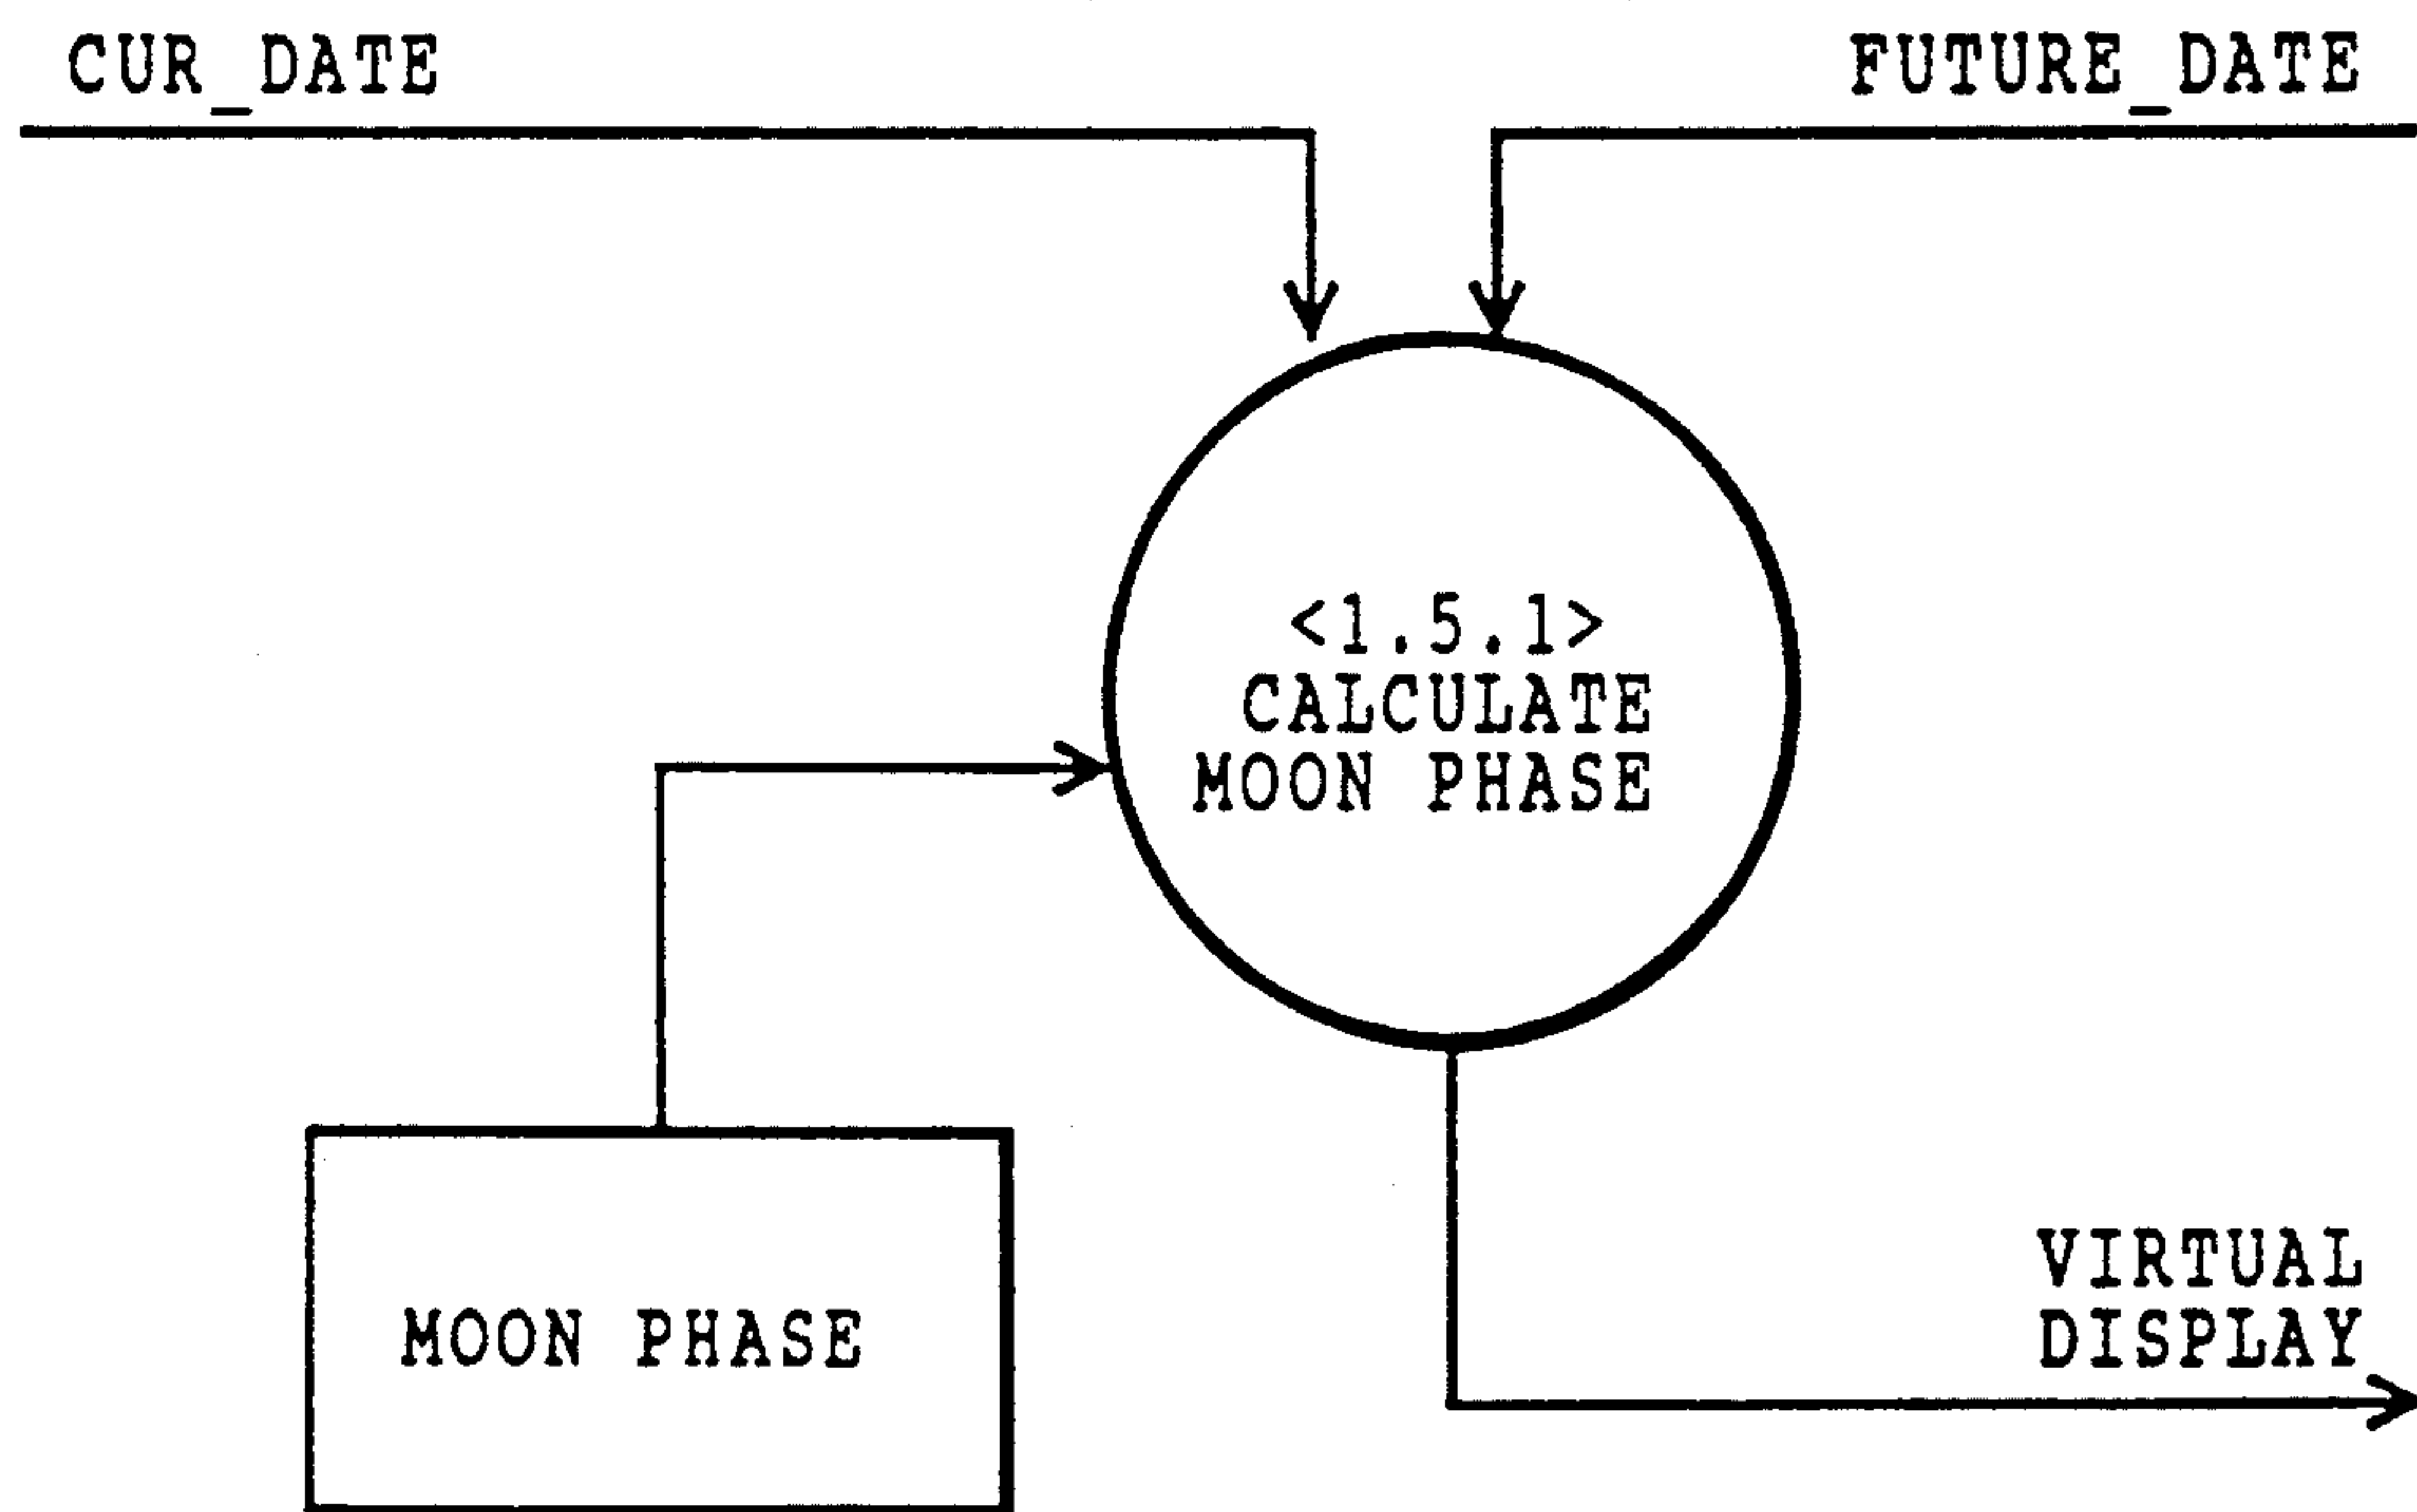 CUR_DATE
FUTURE_DATE
<1.5.1>
CALCULATE
MOON PHASE
MOON PHASE
VIRTUAL
DISPLAY